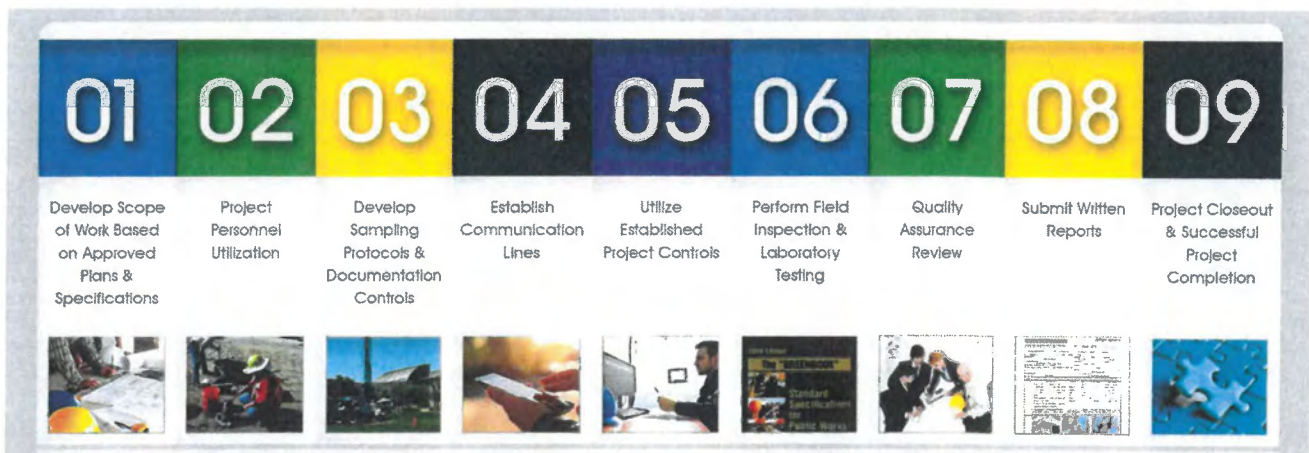 01
02
03
04
05
06
07
08
09
Develop Scope
of Work Based
on Approved
Plans &
Specifications
Project
Personnel
Utilization
Develop
Sampling
Protocols &
Documentation
Controls
Establish
Communication
Lines
Utilize
Established
Project Controls
Perform Field
Inspection &
Laboratory
Testing
Quality
Assurance
Review
Submit Written
Reports
Project Closeout
& Successful
Project
Completion
The "GREENBOOK"
Standard
Specifications
for
Public Works